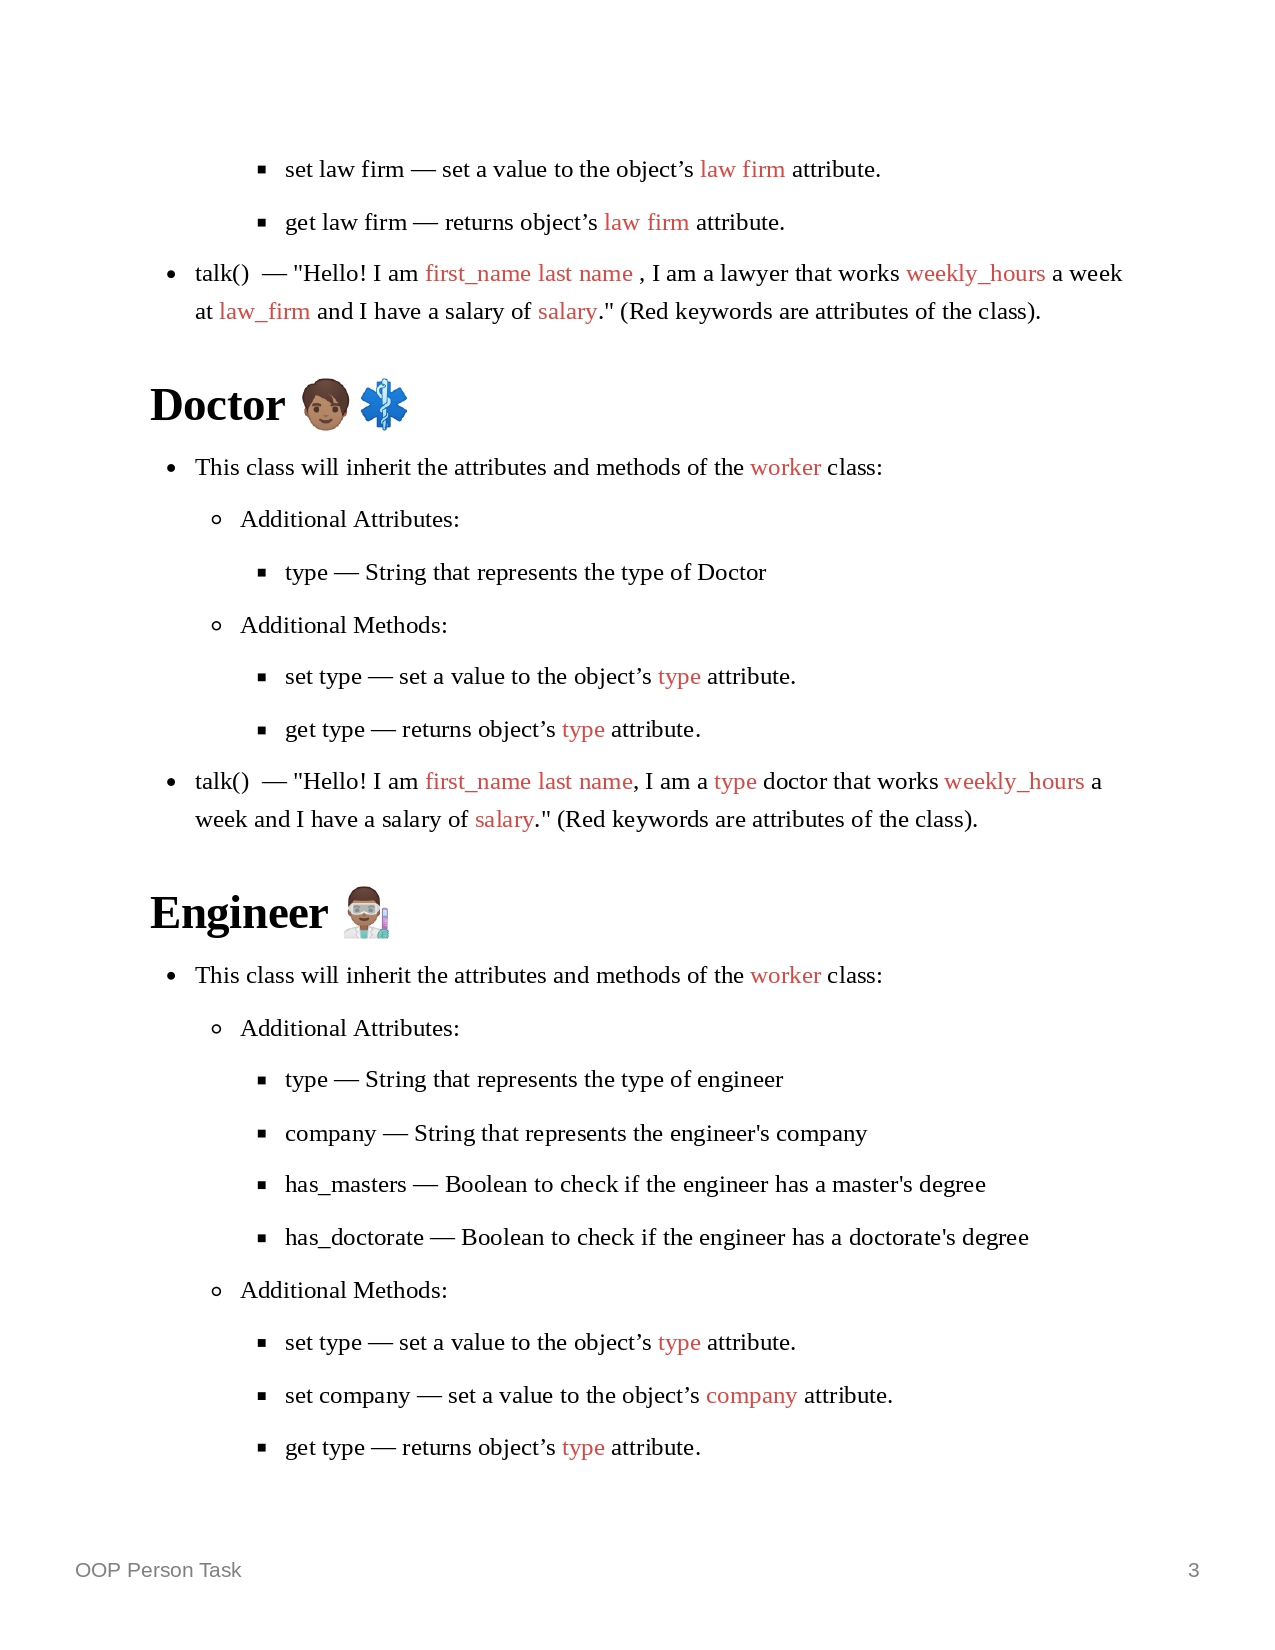 ▪ set law firm — set a value to the object’s law firm attribute.
▪ get law firm — returns object’s law firm attribute.
• talk()  — "Hello! I am first_name last name , I am a lawyer that works weekly_hours a week
at law_firm and I have a salary of salary." (Red keywords are attributes of the class).
Doctor
• This class will inherit the attributes and methods of the worker class:
◦ Additional Attributes:
▪ type — String that represents the type of Doctor
◦ Additional Methods:
▪ set type — set a value to the object’s type attribute.
▪ get type — returns object’s type attribute.
• talk()  — "Hello! I am first_name last name, I am a type doctor that works weekly_hours a
week and I have a salary of salary." (Red keywords are attributes of the class).
Engineer
• This class will inherit the attributes and methods of the worker class:
◦ Additional Attributes:
▪ type — String that represents the type of engineer
▪ company — String that represents the engineer's company
▪ has_masters — Boolean to check if the engineer has a master's degree
▪ has_doctorate — Boolean to check if the engineer has a doctorate's degree
◦ Additional Methods:
▪ set type — set a value to the object’s type attribute.
▪ set company — set a value to the object’s company attribute.
▪ get type — returns object’s type attribute.
OOP Person Task 3